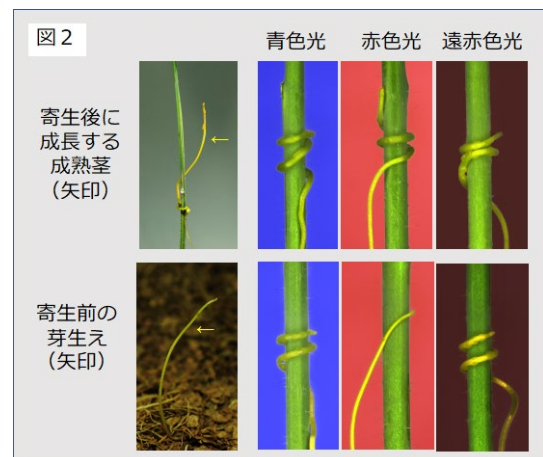 図２
青色光 赤色光 遠赤色光
寄生後に
成長する
成熟茎
（矢印）
寄生前の
芽生え
（矢印）